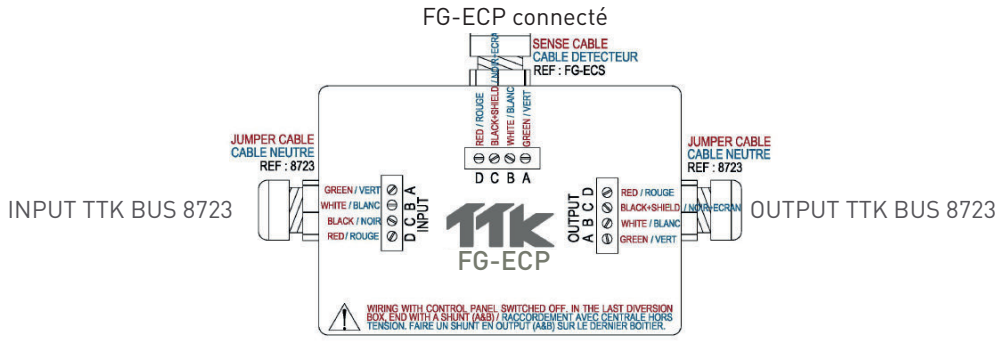 FG-ECP connecté
SENSE CABLE
CABLE DETECTEUR
REF : FG-ECS
RED / ROUGE
BLACK+SHIELD / NOIR-ECRAN
WHITE / BLANC
GREEN / VERT
D C B A
JUMPER CABLE
CABLE NEUTRE
REF : 8723
INPUT TTK BUS 8723
GREEN / VERT
WHITE / BLANC
BLACK / NOIR
RED / ROUGE
A
B
C
D
INPUT
TTK
FG-ECP
OUTPUT
D
C
B
A
RED / ROUGE
BLACK+SHIELD / NOIR-ECRAN
WHITE / BLANC
GREEN / VERT
JUMPER CABLE
CABLE NEUTRE
REF : 8723
OUTPUT TTK BUS 8723
WIRING WITH CONTROL PANEL SWITCHED OFF. IN THE LAST DIVERSION
BOX, END WITH A SHUNT (A&B) / RACCORDEMENT AVEC CENTRALE HORS
TENSION. FAIRE UN SHUNT EN OUTPUT (A&B) SUR LE DERNIER BOITIER.